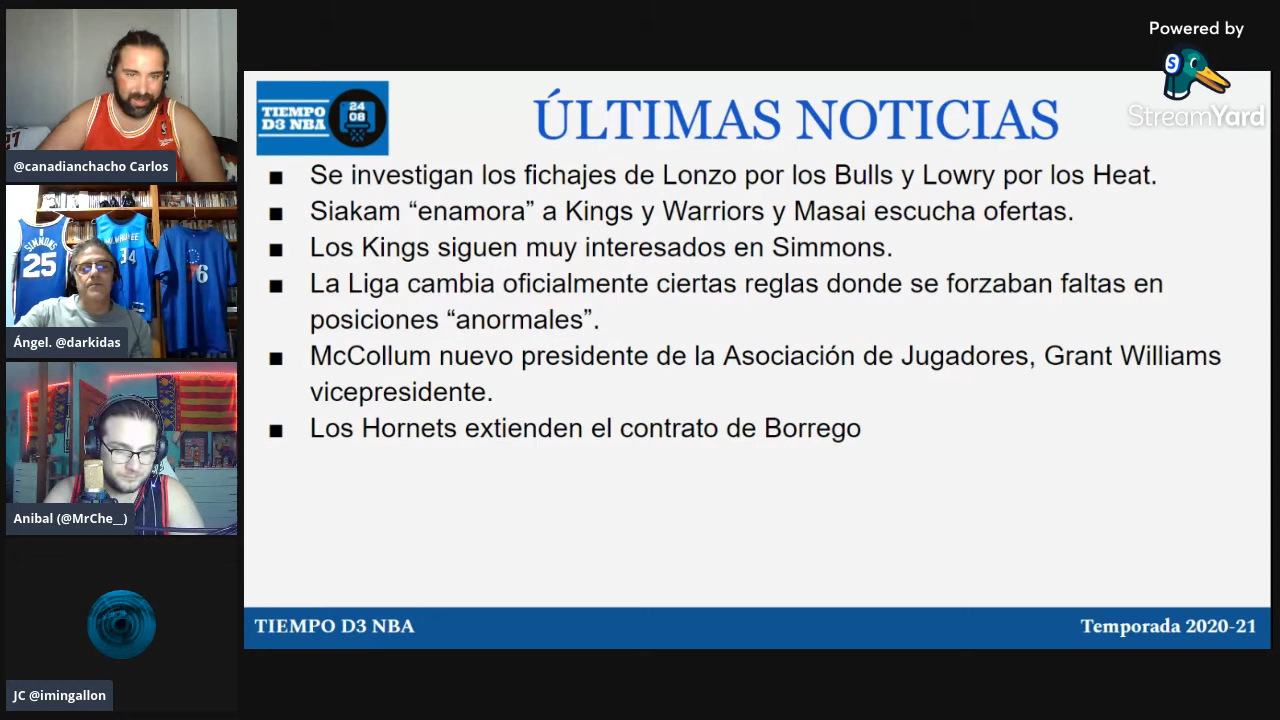 Powered by
StreamYard
@canadianchacho Carlos
SIMMONS
25
34
6
Ángel. @darkidas
Anibal (@MrChe__)
JC @imingallon
TIEMPO
D3 NBA
24
08
ÚLTIMAS NOTICIAS
■ Se investigan los fichajes de Lonzo por los Bulls y Lowry por los Heat.
■ Siakam “enamora” a Kings y Warriors y Masai escucha ofertas.
■ Los Kings siguen muy interesados en Simmons.
■ La Liga cambia oficialmente ciertas reglas donde se forzaban faltas en
posiciones “anormales”.
■ McCollum nuevo presidente de la Asociación de Jugadores, Grant Williams
vicepresidente.
■ Los Hornets extienden el contrato de Borrego
TIEMPO D3 NBA
Temporada 2020-21